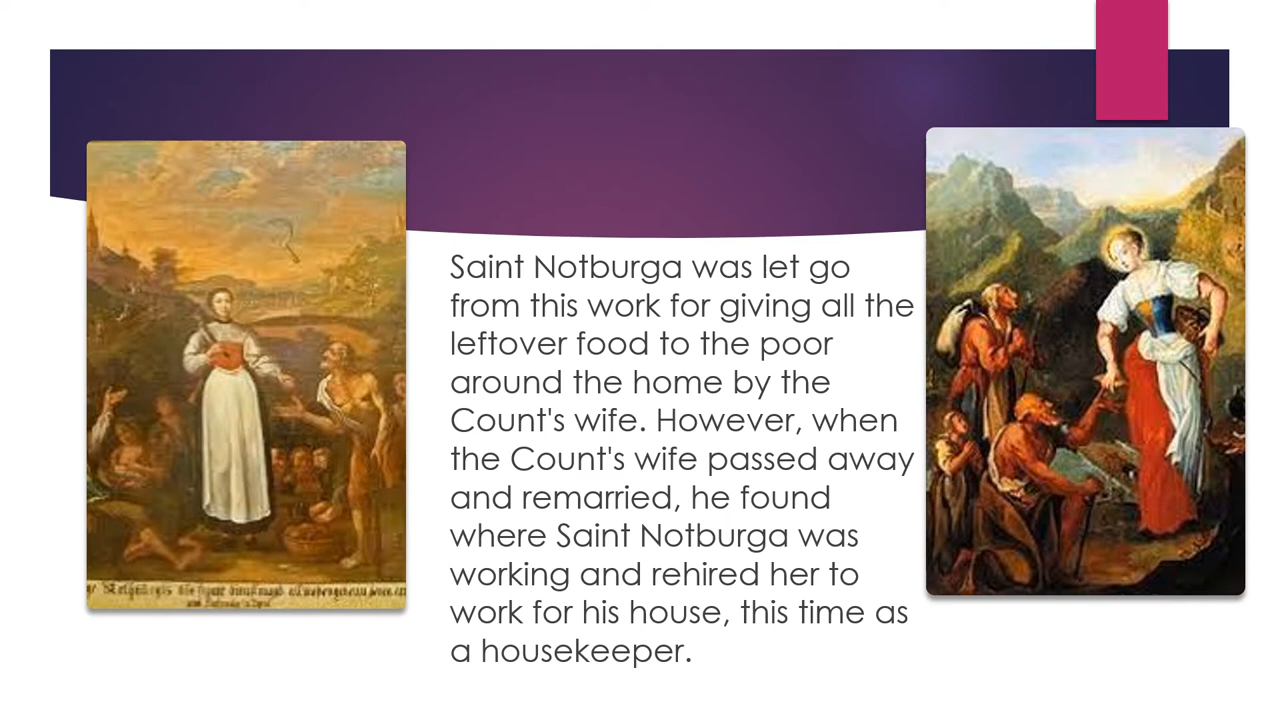 Saint Notburga was let go
from this work for giving all the
leftover food to the poor
around the home by the
Count's wife. However, when
the Count's wife passed away
and remarried, he found
where Saint Notburga was
working and rehired her to
work for his house, this time as
a housekeeper.